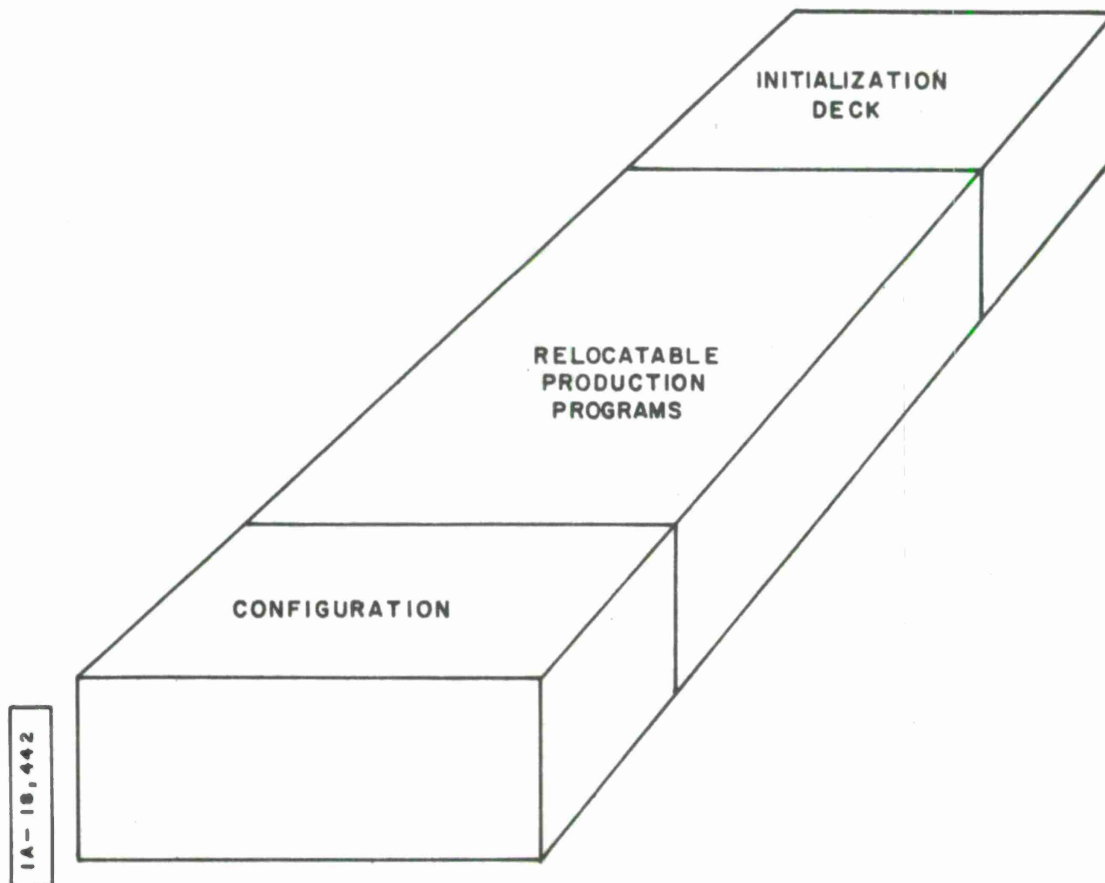 INITIALIZATION
DECK
RELOCATABLE
PRODUCTION
PROGRAMS
CONFIGURATION
IA-18,442